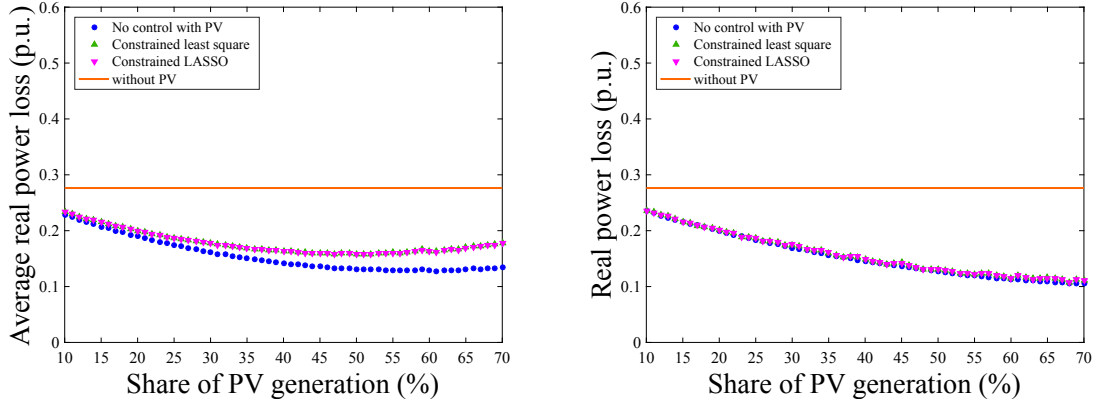 Average real power loss (p.u.)
0.6
0.5
0.4
0.3
0.2
0.1
0
No control with PV
Constrained least square
Constrained LASSO
without PV
10 15 20 25 30 35 40 45 50 55 60 65 70
Share of PV generation (%)
Real power loss (p.u.)
0.6
0.5
0.4
0.3
0.2
0.1
0
No control with PV
Constrained least square
Constrained LASSO
without PV
10 15 20 25 30 35 40 45 50 55 60 65 70
Share of PV generation (%)